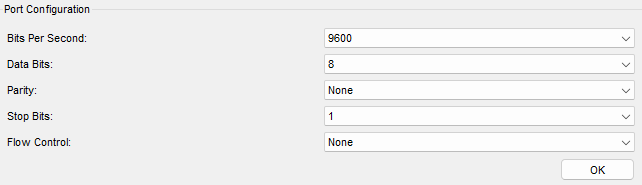 Port Configuration
Bits Per Second: 9600
Data Bits: 8
Parity: None
Stop Bits: 1
Flow Control: None
OK